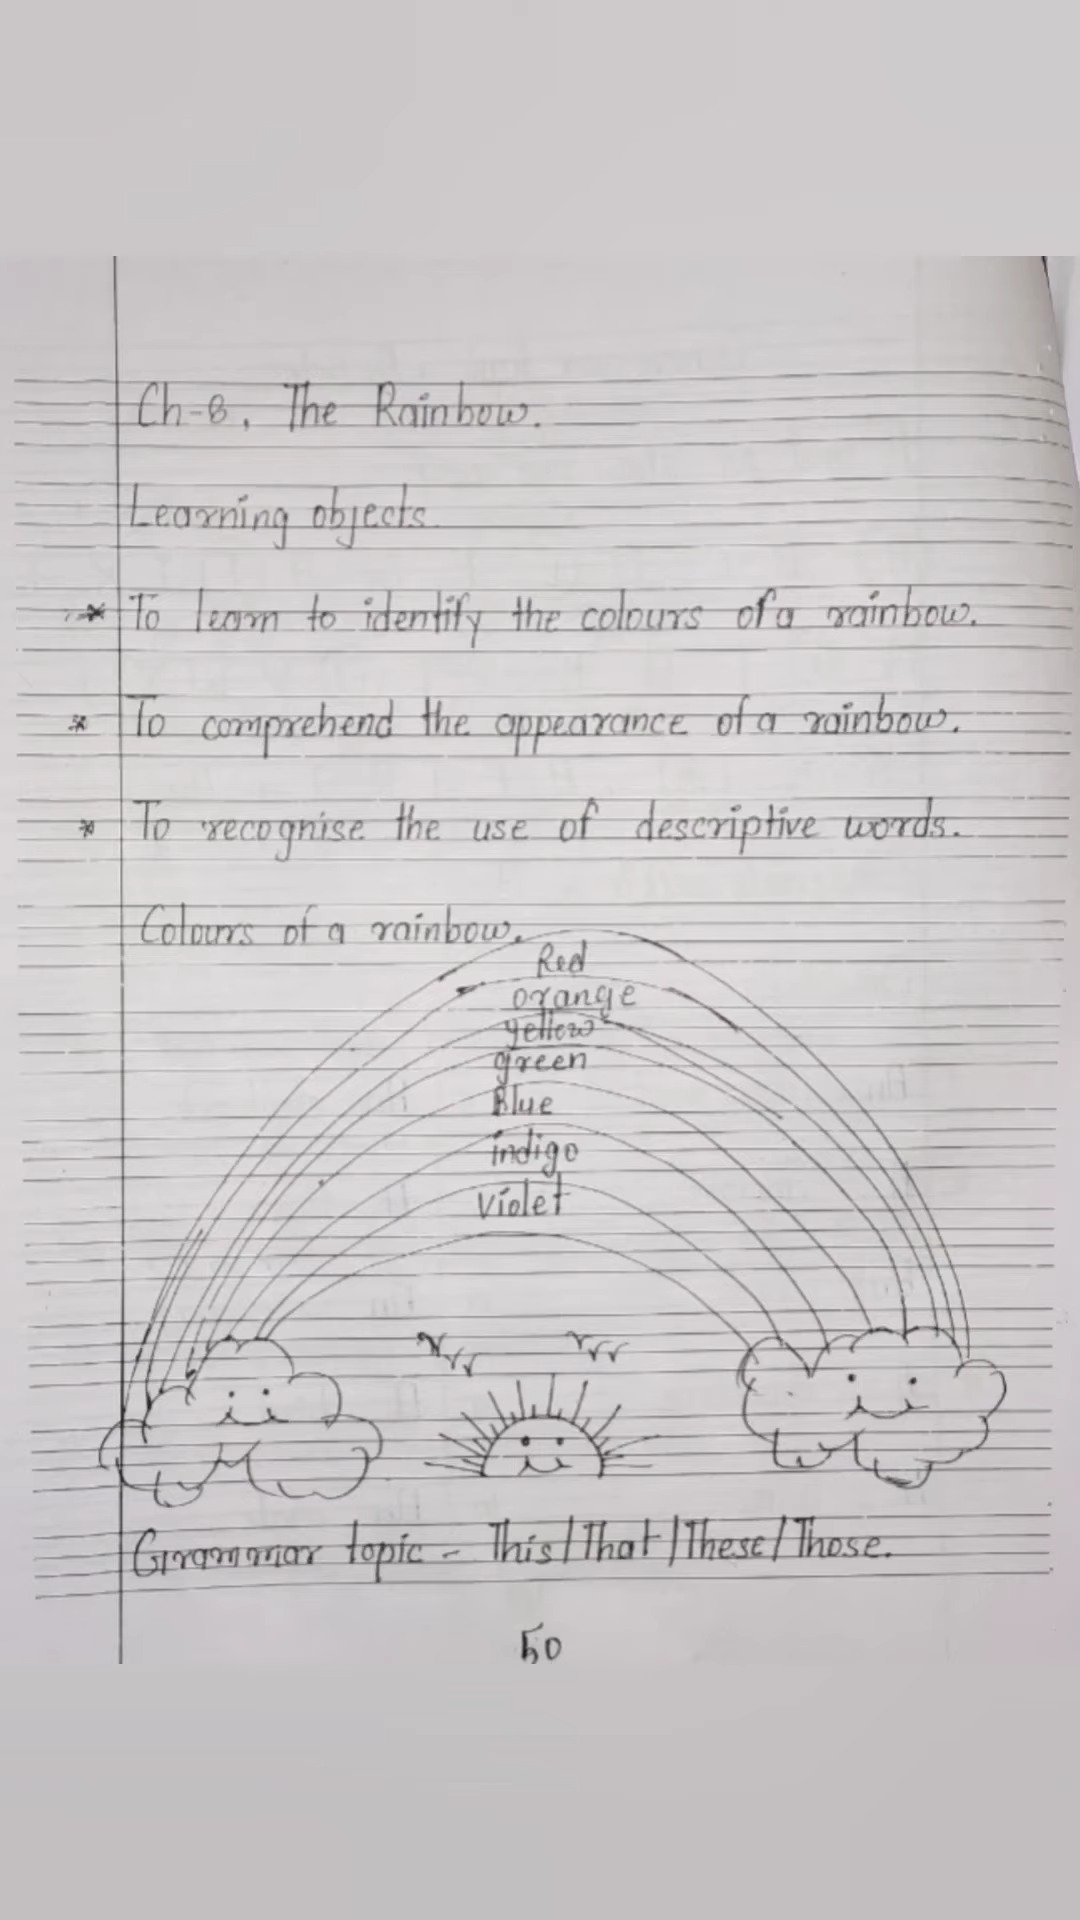 Ch-8. The Rainbow.
Learning objects
* To learn to identify the colours of a rainbow.
* To comprehend the appearance of a rainbow.
* To recognise the use of descriptive words.
Colours of a rainbow.
Red
orange
yellow
green
Blue
indigo
Violet
Grammar topic - This/That/These/Those.
50